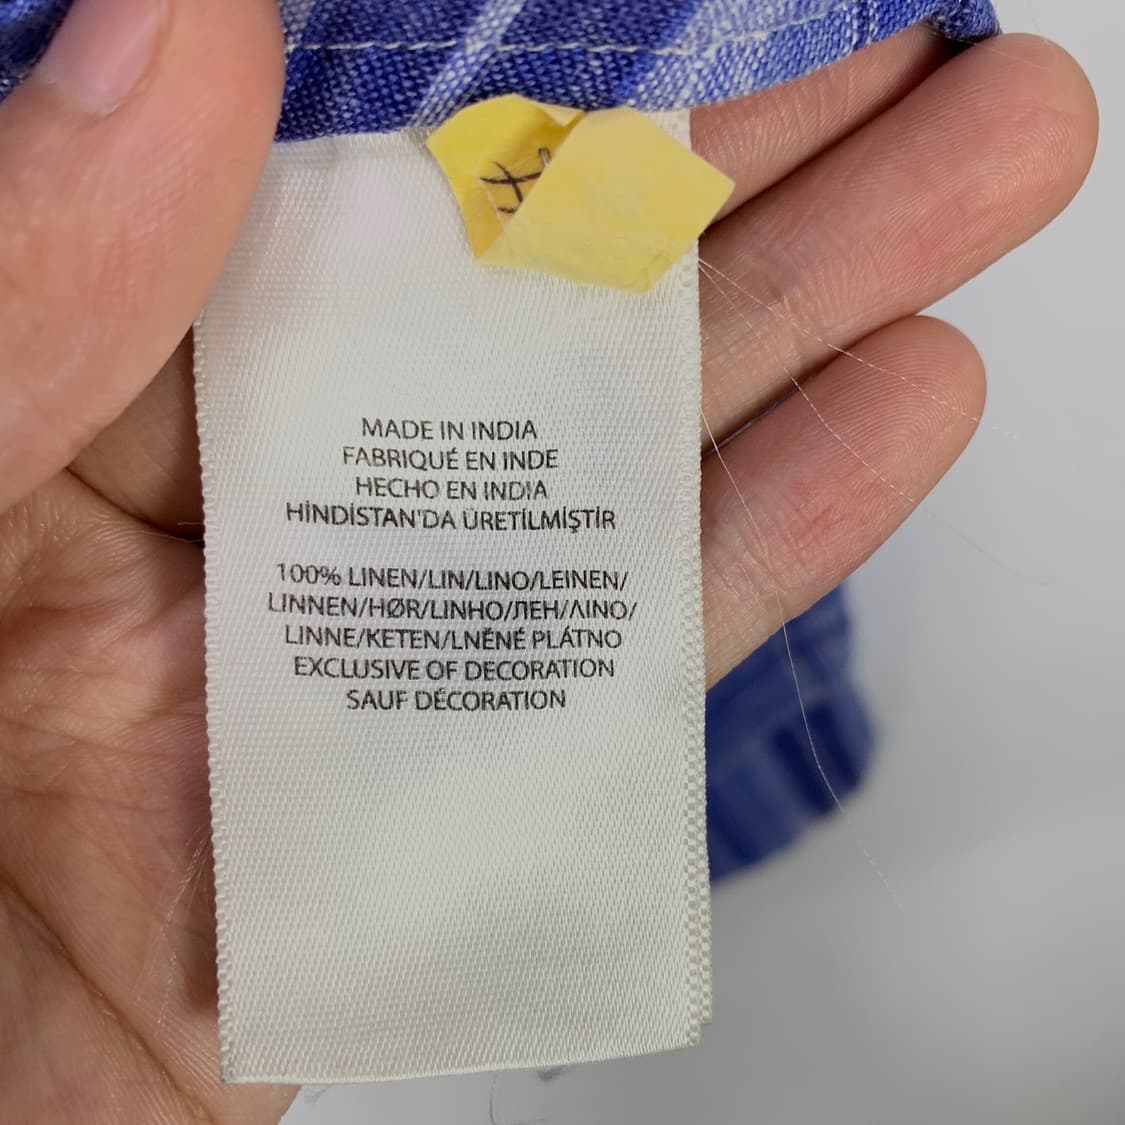 MADE IN INDIA
FABRIQUÉ EN INDE
HECHO EN INDIA
HİNDİSTAN'DA ÜRETİLMİŞTİR
100% LINEN/LIN/LINO/LEINEN/
LINNEN/HØR/LINHO/ЛЕН/ΛΙΝΟ/
LINNE/KETEN/LNĚNÉ PLÁTNO
EXCLUSIVE OF DECORATION
SAUF DÉCORATION